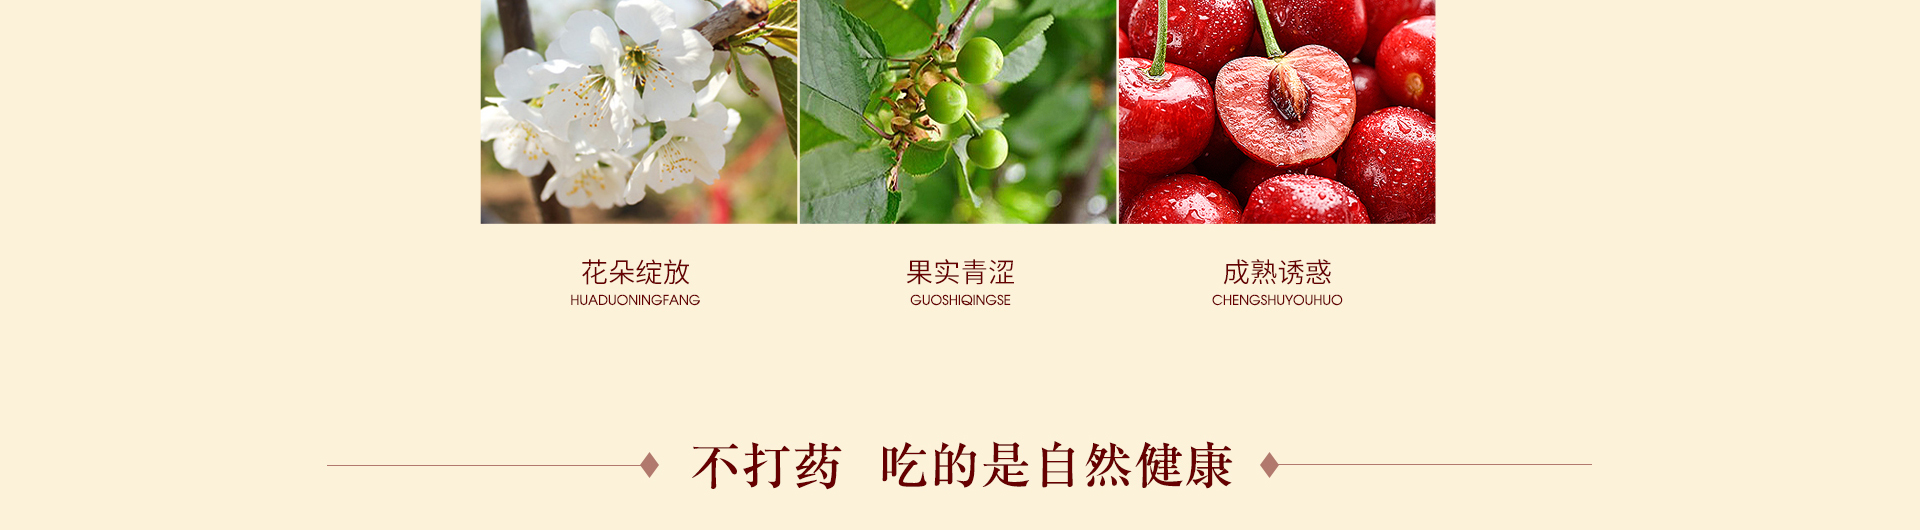 花朵绽放
HUADUONINGFANG
果实青涩
GUOSHIQINGSE
成熟诱惑
CHENGSHUYOUHUO
不打药 吃的是自然健康